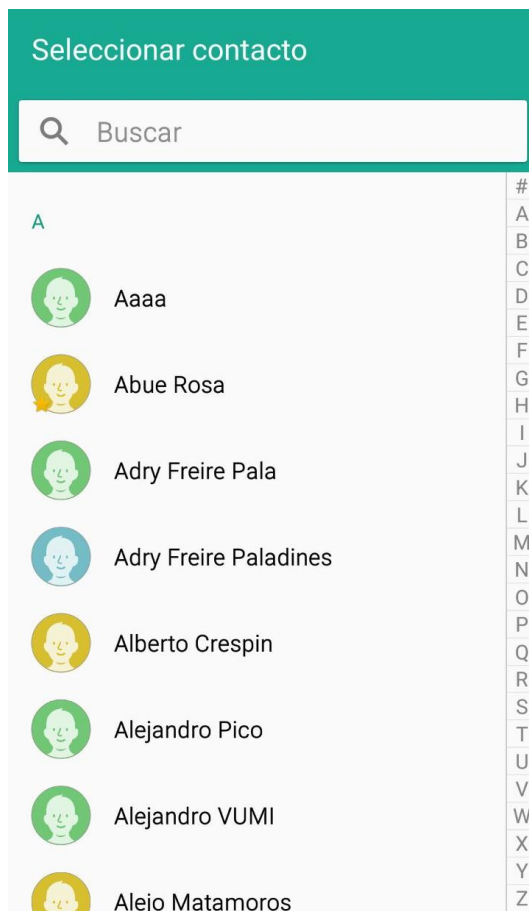 Seleccionar contacto
Buscar
A
Aaaa
Abue Rosa
Adry Freire Pala
Adry Freire Paladines
Alberto Crespin
Alejandro Pico
Alejandro VUMI
Alejo Matamoros
#
A
B
C
D
E
F
G
H
I
J
K
L
M
N
O
P
Q
R
S
T
U
V
W
X
Y
Z